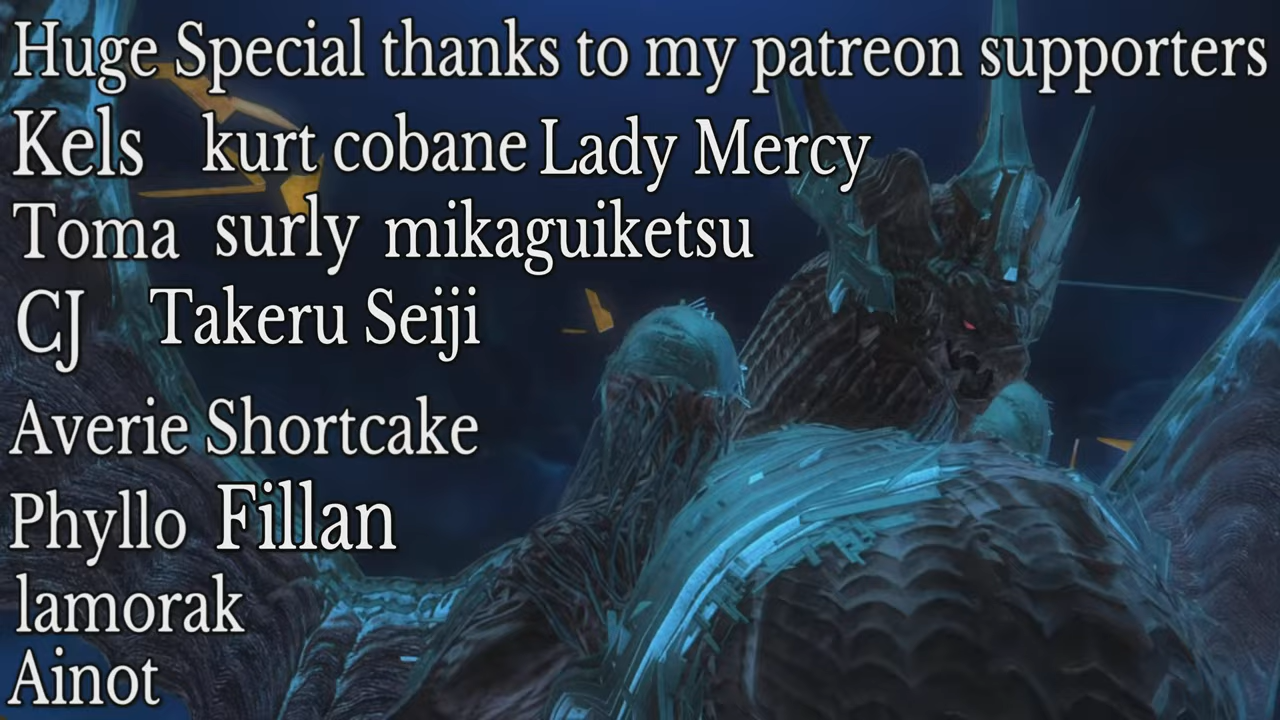 Huge Special thanks to my patreon supporters
Kels kurt cobane Lady Mercy
Toma surly mikaguiketsu
CJ Takeru Seiji
Averie Shortcake
Phyllo Fillan
lamorak
Ainot